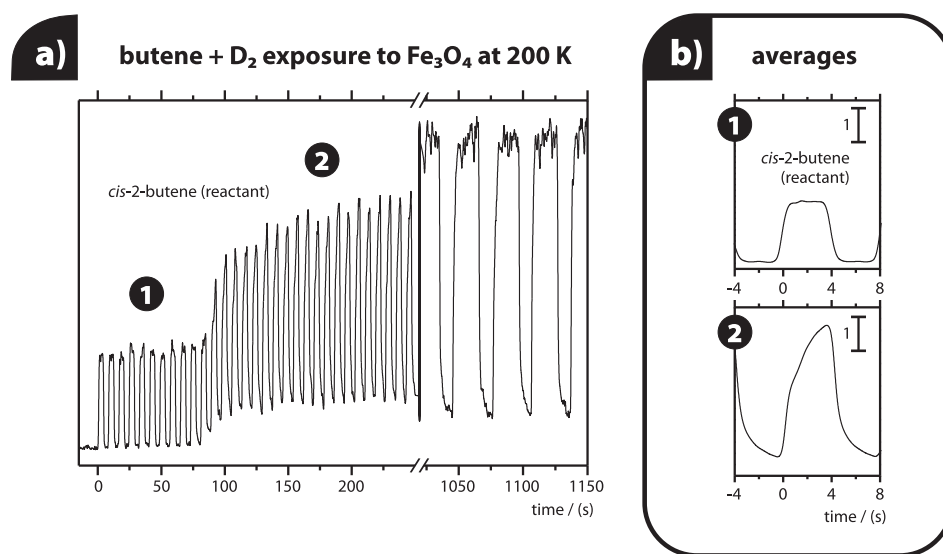 a)
butene + D₂ exposure to Fe₃O₄ at 200 K
1
2
cis-2-butene (reactant)
0 50 100 150 200 1050 1100 1150
time / (s)
b)
averages
1
1
cis-2-butene
(reactant)
-4 0 4 8
2
1
-4 0 4 8
time / (s)